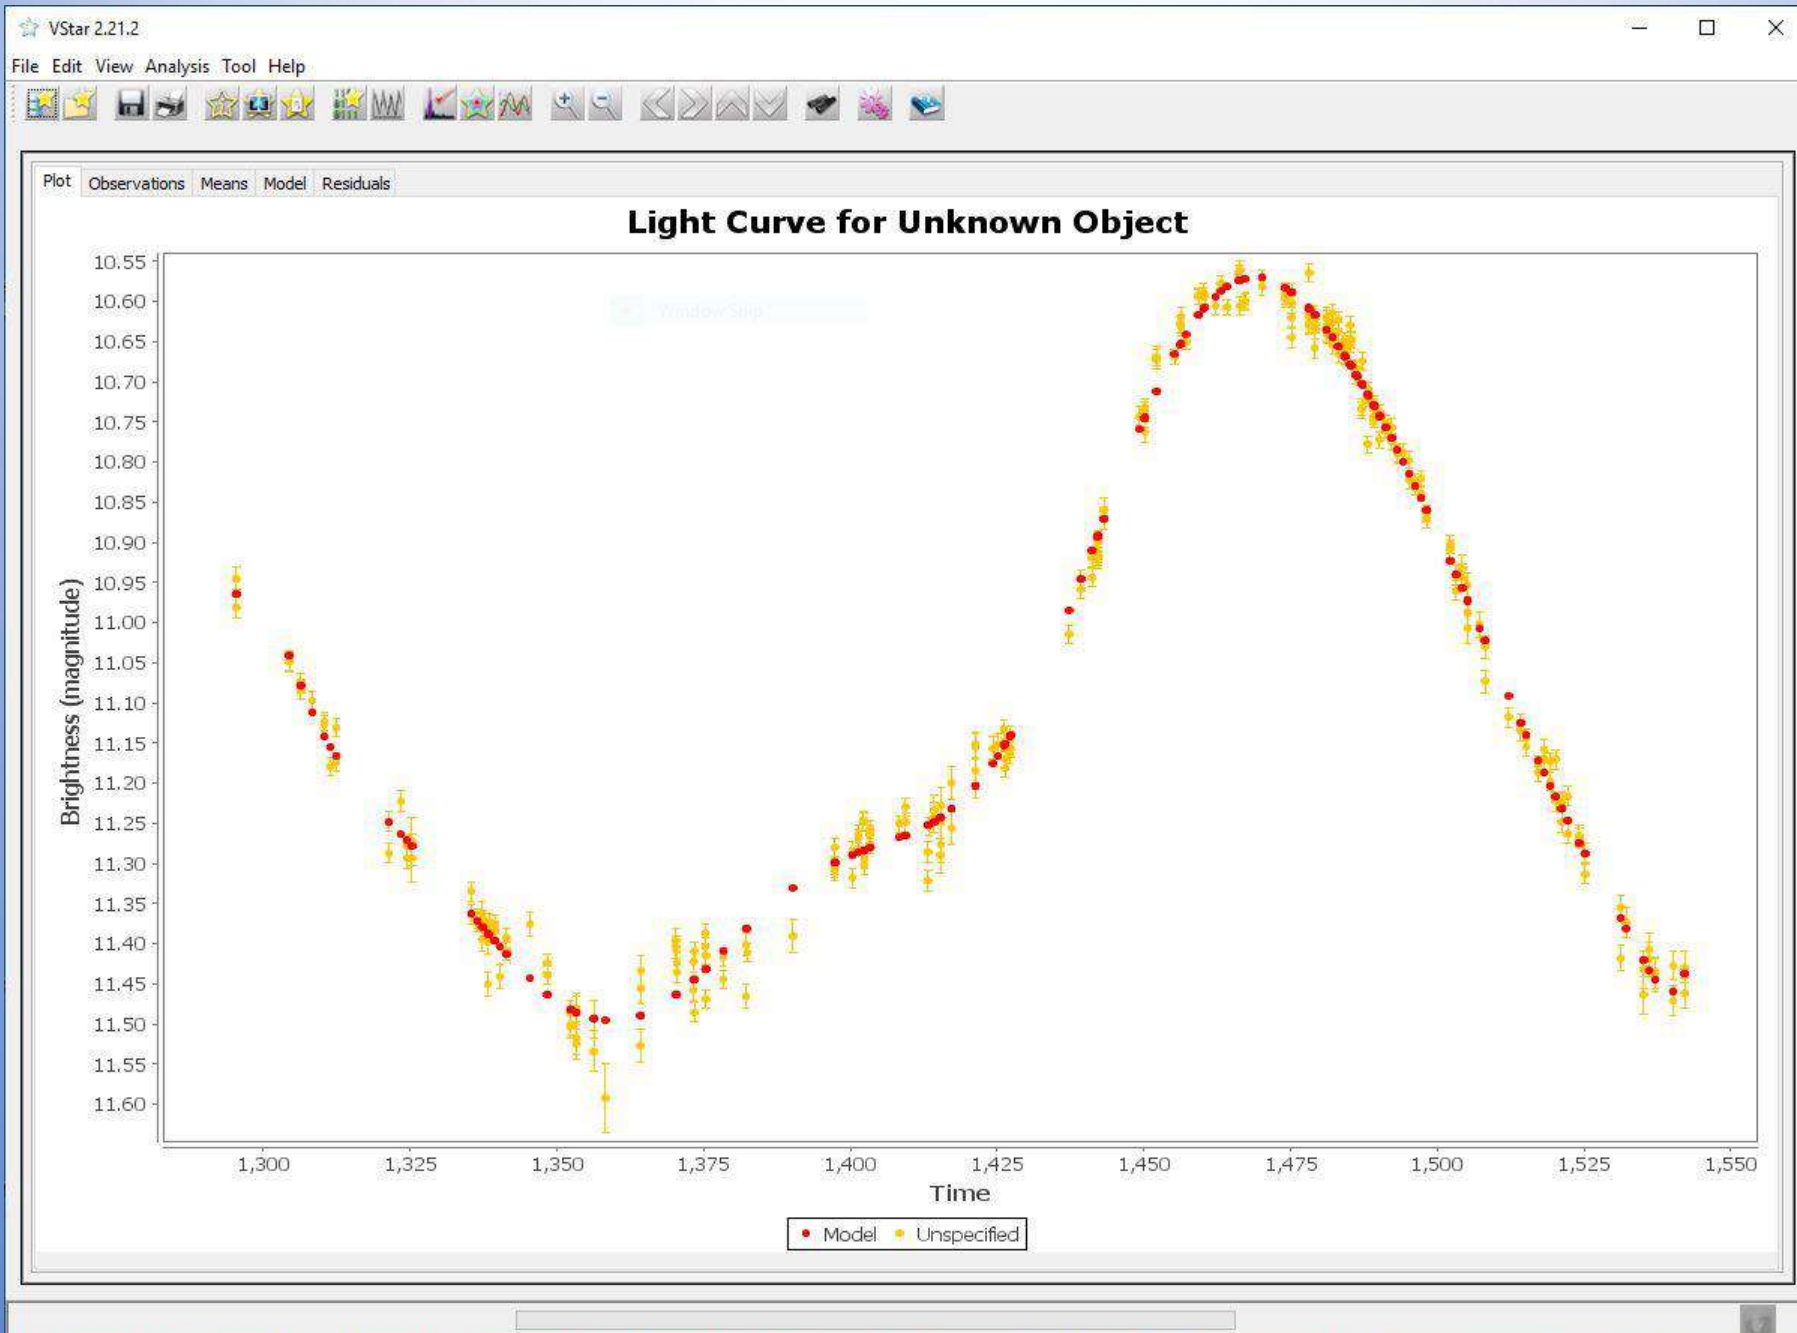 VStar 2.21.2
File Edit View Analysis Tool Help
Plot Observations Means Model Residuals
Light Curve for Unknown Object
10.55
10.60
10.65
10.70
10.75
10.80
10.85
10.90
10.95
11.00
11.05
11.10
11.15
11.20
11.25
11.30
11.35
11.40
11.45
11.50
11.55
11.60
Brightness (magnitude)
1,300 1,325 1,350 1,375 1,400 1,425 1,450 1,475 1,500 1,525 1,550
Time
Model Unspecified